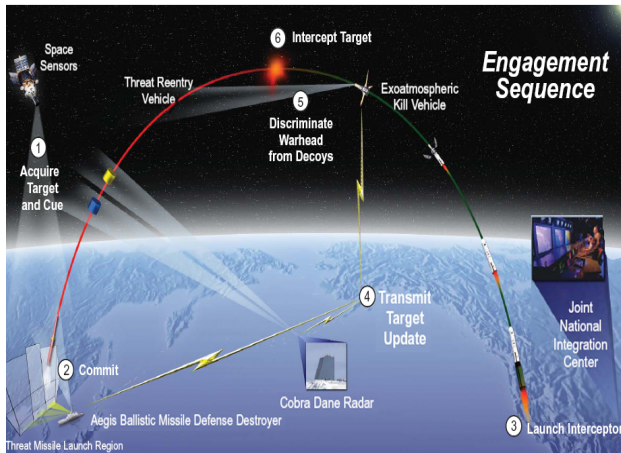 6 Intercept Target
Engagement
Sequence
Space
Sensors
Threat Reentry
Vehicle
Exoatmospheric
Kill Vehicle
5
Discriminate
Warhead
from Decoys
1
Acquire
Target
and Cue
4 Transmit
Target
Update
Joint
National
Integration
Center
2 Commit
Cobra Dane Radar
Aegis Ballistic Missile Defense Destroyer
3 Launch Interceptor
Threat Missile Launch Region